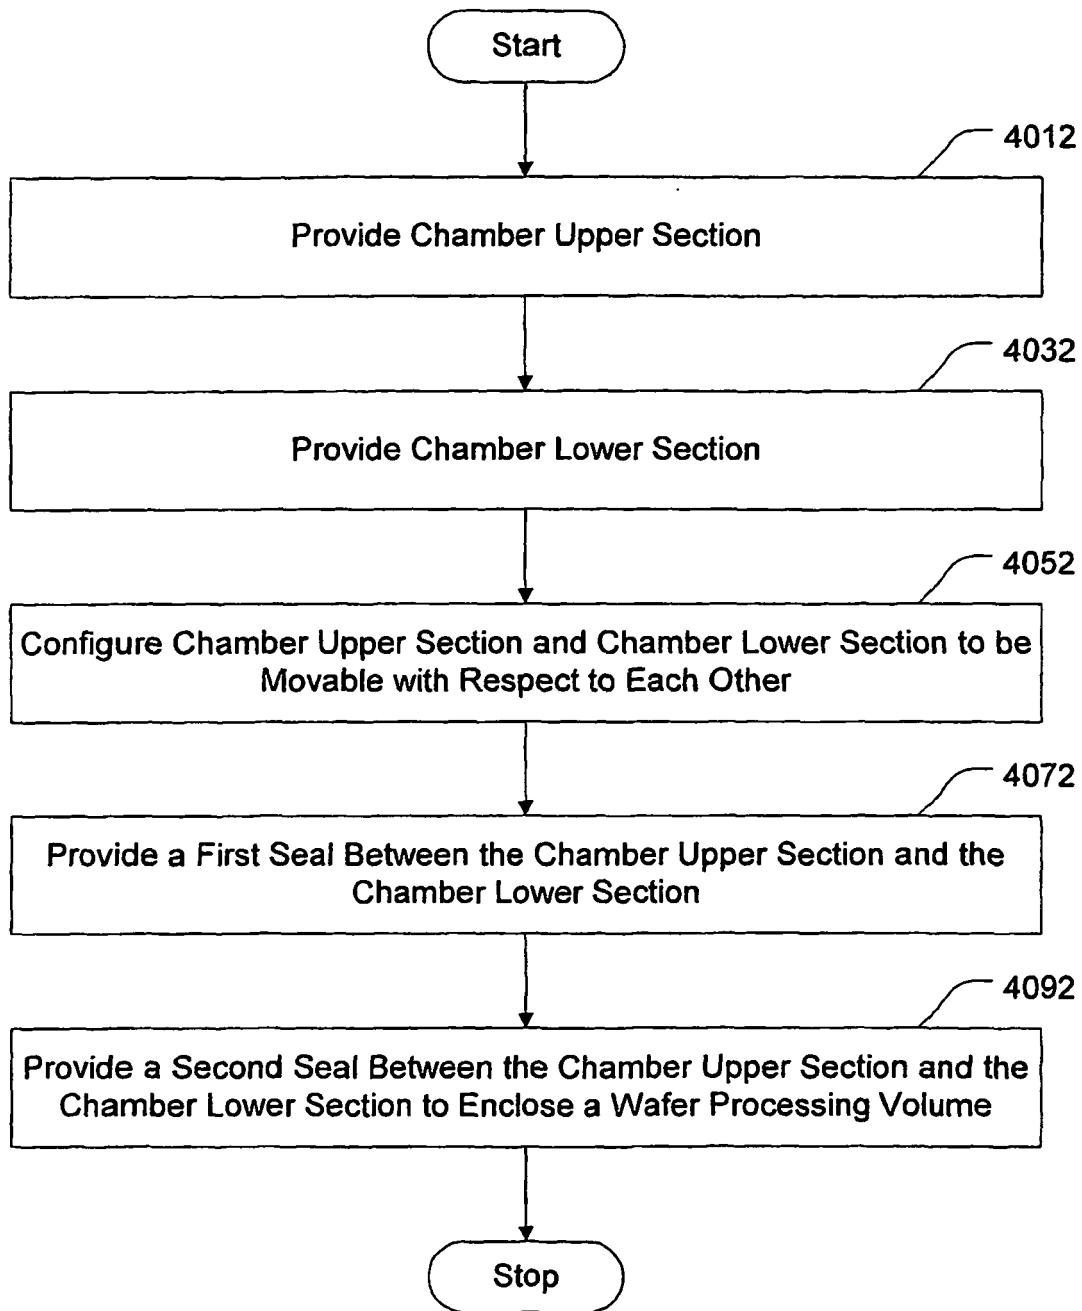 Start
4012
Provide Chamber Upper Section
4032
Provide Chamber Lower Section
4052
Configure Chamber Upper Section and Chamber Lower Section to be
Movable with Respect to Each Other
4072
Provide a First Seal Between the Chamber Upper Section and the
Chamber Lower Section
4092
Provide a Second Seal Between the Chamber Upper Section and the
Chamber Lower Section to Enclose a Wafer Processing Volume
Stop